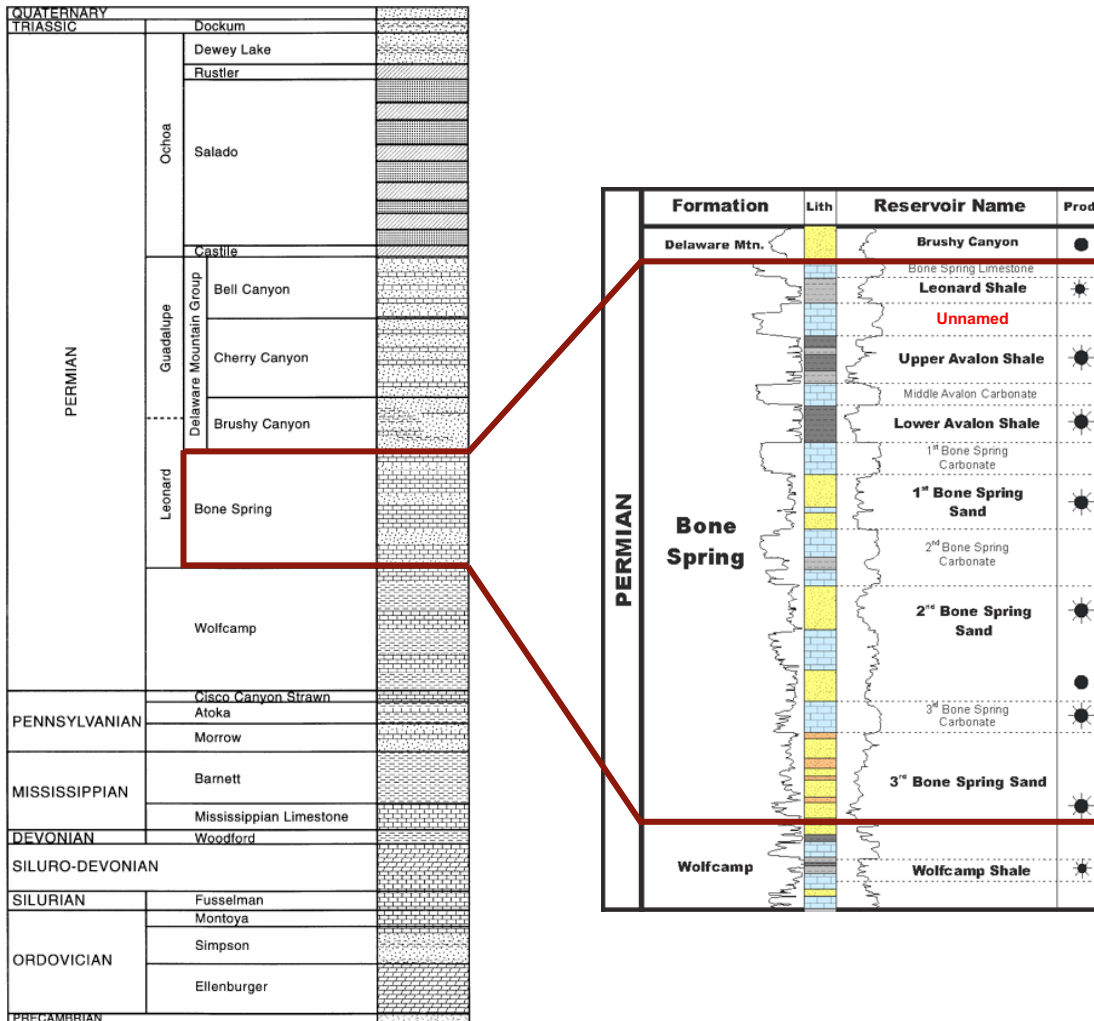 QUATERNARY
TRIASSIC
Dockum
PERMIAN
Ochoa
Dewey Lake
Rustler
Salado
Castile
Guadalupe
Delaware Mountain Group
Bell Canyon
Cherry Canyon
Brushy Canyon
Leonard
Bone Spring
Wolfcamp
PENNSYLVANIAN
Cisco Canyon Strawn
Atoka
Morrow
MISSISSIPPIAN
Barnett
Mississippian Limestone
DEVONIAN
Woodford
SILURO-DEVONIAN
SILURIAN
Fusselman
ORDOVICIAN
Montoya
Simpson
Ellenburger
PRECAMBRIAN
Formation
Lith
Reservoir Name
Prod
PERMIAN
Delaware Mtn.
Brushy Canyon
Bone
Spring
Bone Spring Limestone
Leonard Shale
Unnamed
Upper Avalon Shale
Middle Avalon Carbonate
Lower Avalon Shale
1st Bone Spring
Carbonate
1st Bone Spring
Sand
2nd Bone Spring
Carbonate
2nd Bone Spring
Sand
3rd Bone Spring
Carbonate
3rd Bone Spring Sand
Wolfcamp
Wolfcamp Shale